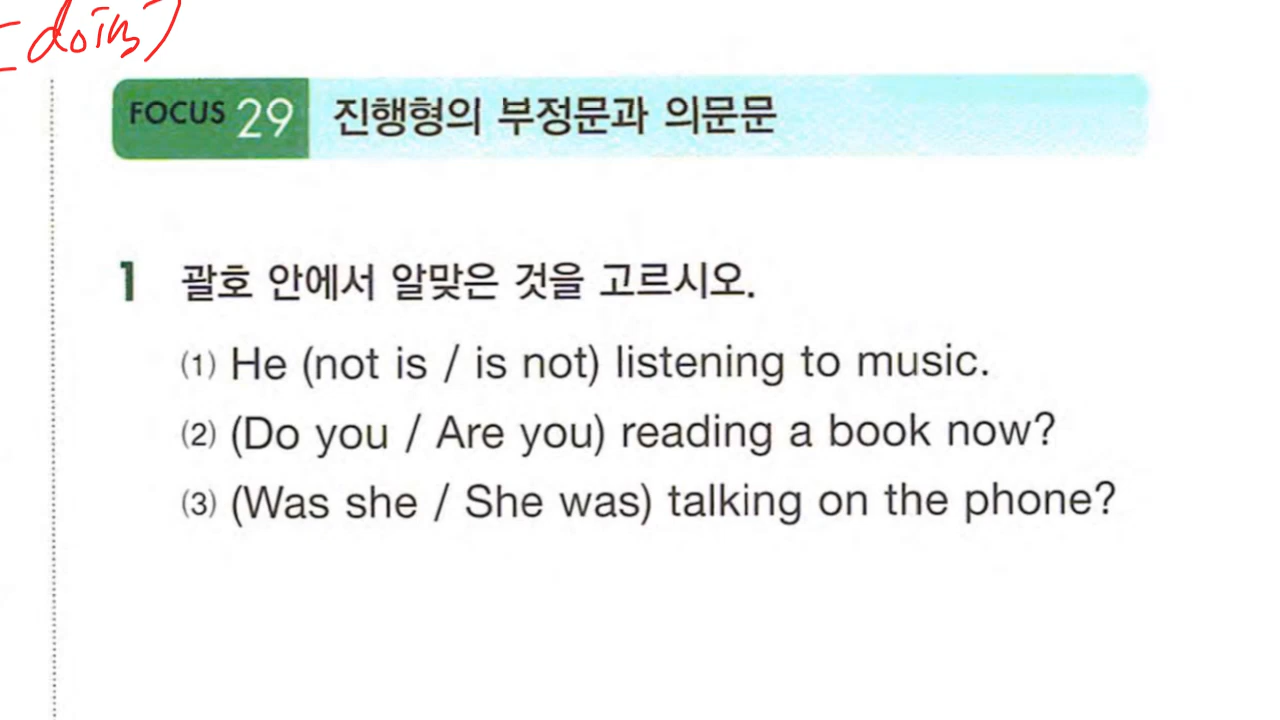 doing)
FOCUS 29 진행형의 부정문과 의문문
1 괄호 안에서 알맞은 것을 고르시오.
(1) He (not is / is not) listening to music.
(2) (Do you / Are you) reading a book now?
(3) (Was she / She was) talking on the phone?